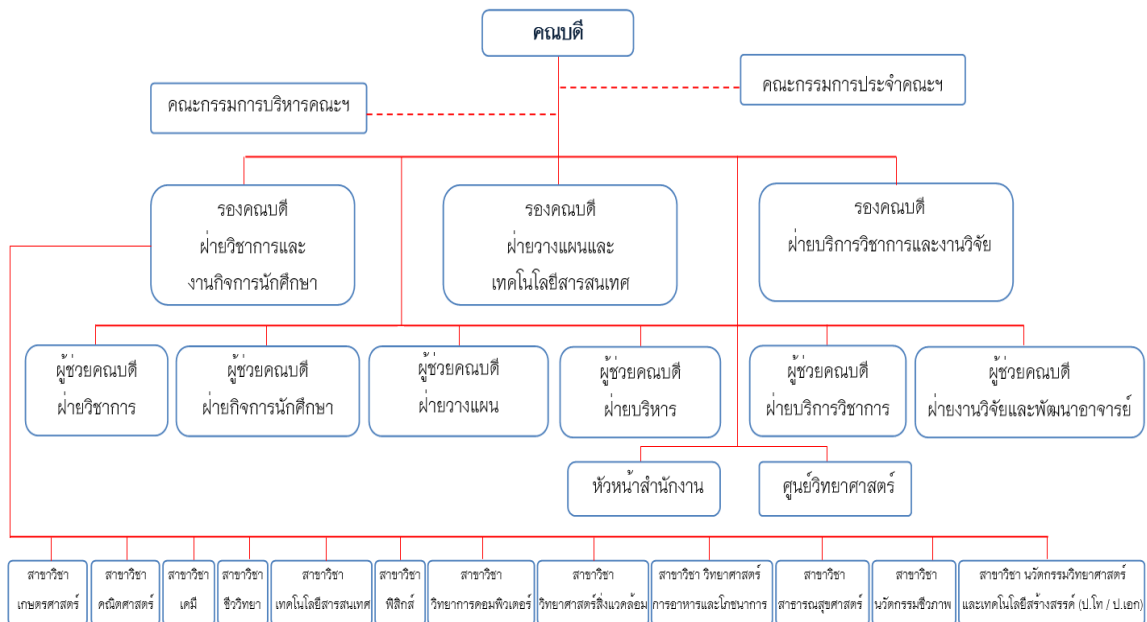 คณบดี
คณะกรรมการประจำคณะฯ
คณะกรรมการบริหารคณะฯ
รองคณบดี
ฝ่ายวิชาการและ
งานกิจการนักศึกษา
รองคณบดี
ฝ่ายวางแผนและ
เทคโนโลยีสารสนเทศ
รองคณบดี
ฝ่ายบริการวิชาการและงานวิจัย
ผู้ช่วยคณบดี
ฝ่ายวิชาการ
ผู้ช่วยคณบดี
ฝ่ายกิจการนักศึกษา
ผู้ช่วยคณบดี
ฝ่ายวางแผน
ผู้ช่วยคณบดี
ฝ่ายบริหาร
ผู้ช่วยคณบดี
ฝ่ายบริการวิชาการ
ผู้ช่วยคณบดี
ฝ่ายงานวิจัยและพัฒนาอาจารย์
หัวหน้าสำนักงาน
ศูนย์วิทยาศาสตร์
สาขาวิชา
เกษตรศาสตร์
สาขาวิชา
คณิตศาสตร์
สาขาวิชา
เคมี
สาขาวิชา
ชีววิทยา
สาขาวิชา
เทคโนโลยีสารสนเทศ
สาขาวิชา
ฟิสิกส์
สาขาวิชา
วิทยาการคอมพิวเตอร์
สาขาวิชา
วิทยาศาสตร์สิ่งแวดล้อม
สาขาวิชา วิทยาศาสตร์
การอาหารและโภชนาการ
สาขาวิชา
สาธารณสุขศาสตร์
สาขาวิชา
นวัตกรรมชีวภาพ
สาขาวิชา นวัตกรรมวิทยาศาสตร์
และเทคโนโลยีสร้างสรรค์ (ป.โท / ป.เอก)